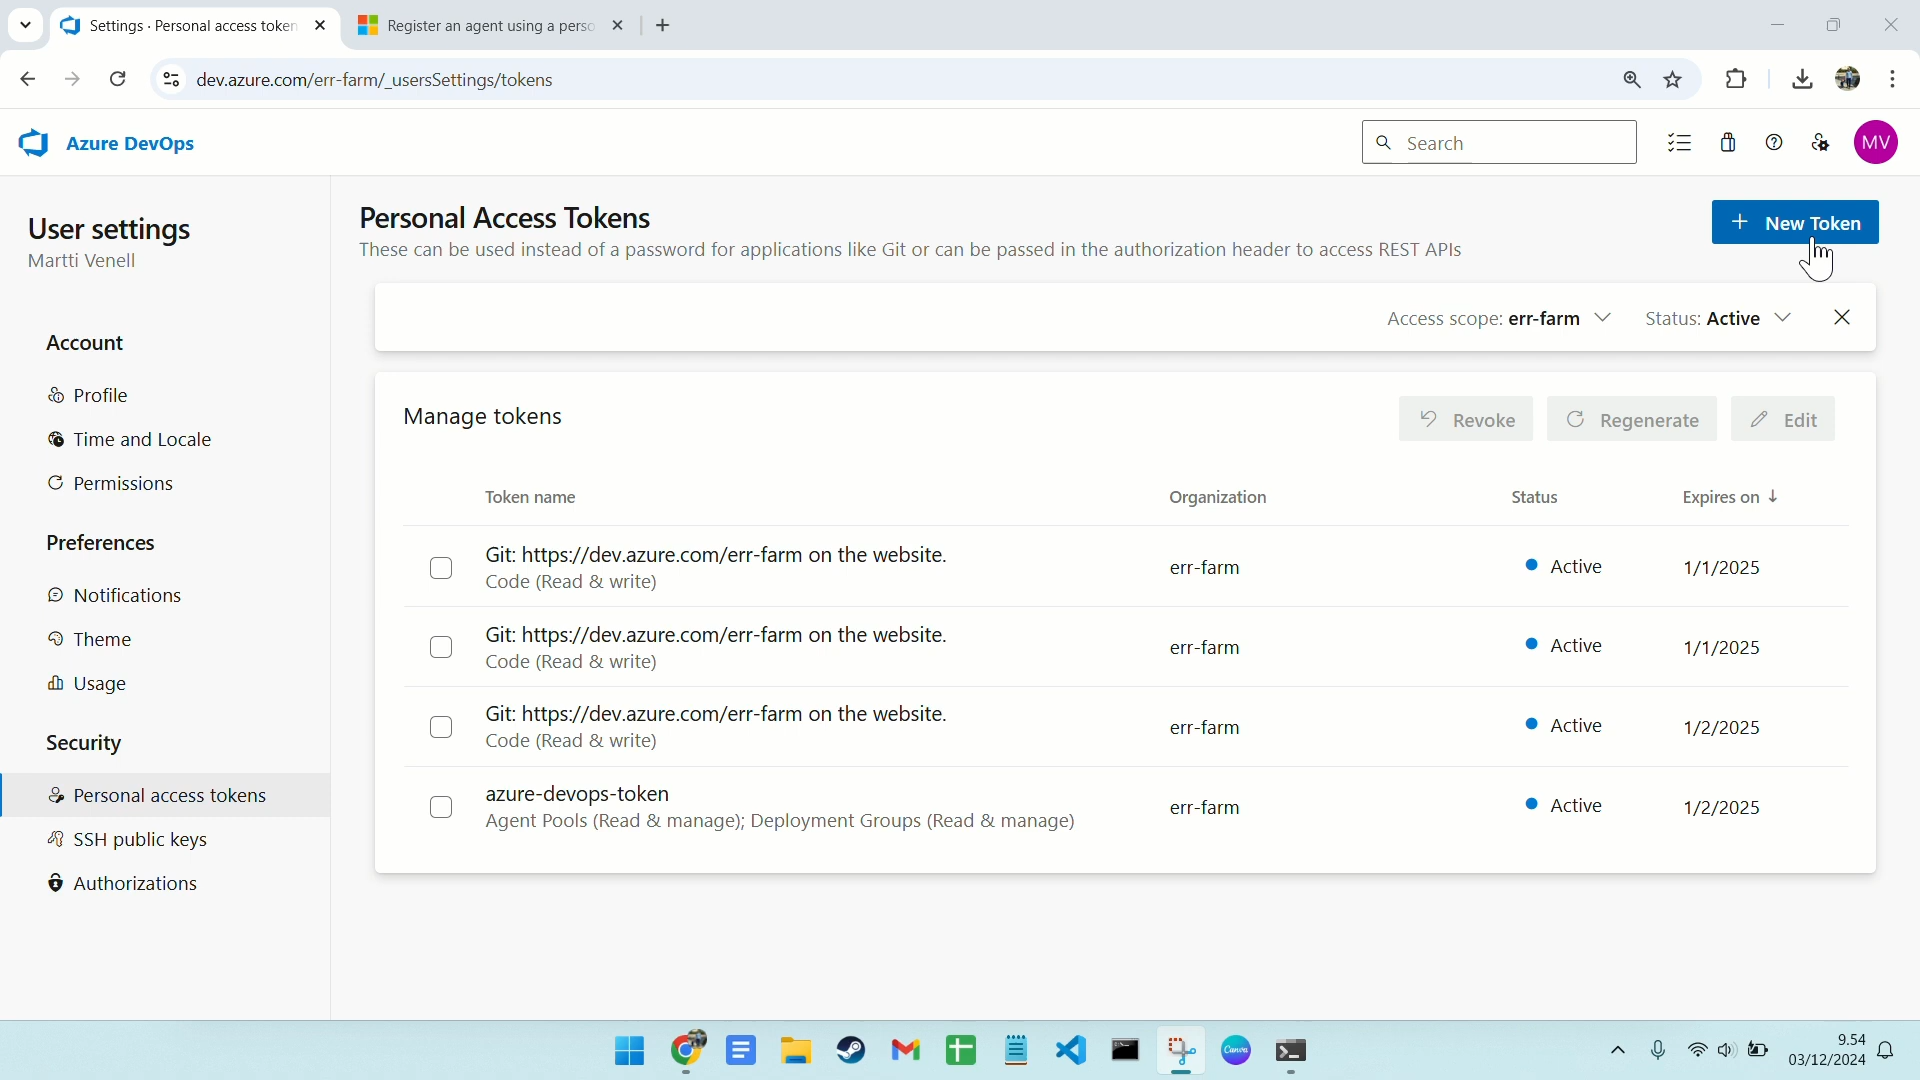 Settings · Personal access token
Register an agent using a perso
dev.azure.com/err-farm/_usersSettings/tokens
Azure DevOps
Search
MV
User settings
Martti Venell
Account
Profile
Time and Locale
Permissions
Preferences
Notifications
Theme
Usage
Security
Personal access tokens
SSH public keys
Authorizations
Personal Access Tokens
These can be used instead of a password for applications like Git or can be passed in the authorization header to access REST APIs
+ New Token
Access scope: err-farm
Status: Active
Manage tokens
Revoke
Regenerate
Edit
Token name Organization Status Expires on
Git: https://dev.azure.com/err-farm on the website. err-farm Active 1/1/2025
Code (Read & write)
Git: https://dev.azure.com/err-farm on the website. err-farm Active 1/1/2025
Code (Read & write)
Git: https://dev.azure.com/err-farm on the website. err-farm Active 1/2/2025
Code (Read & write)
azure-devops-token err-farm Active 1/2/2025
Agent Pools (Read & manage); Deployment Groups (Read & manage)
Canva
9.54
03/12/2024